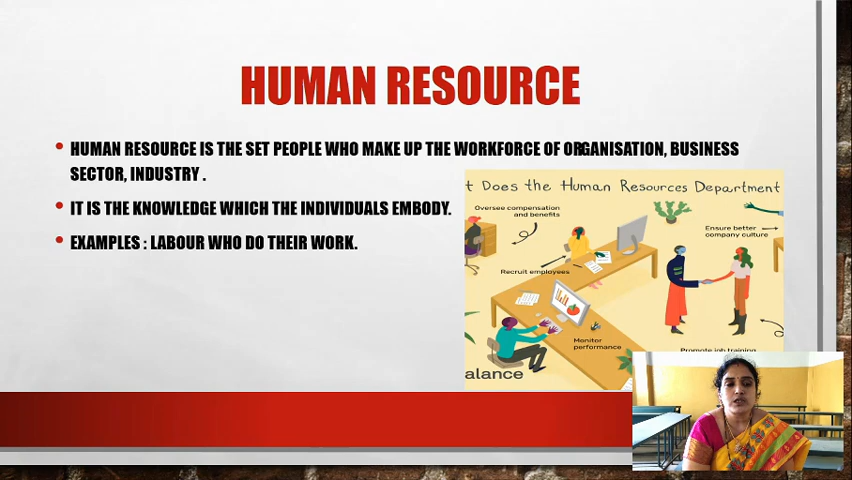 HUMAN RESOURCE
HUMAN RESOURCE IS THE SET PEOPLE WHO MAKE UP THE WORKFORCE OF ORGANISATION, BUSINESS
SECTOR, INDUSTRY .
IT IS THE KNOWLEDGE WHICH THE INDIVIDUALS EMBODY.
EXAMPLES : LABOUR WHO DO THEIR WORK.
t Does the Human Resources Department
Oversee compensation
and benefits
Ensure better
company culture
Recruit employees
Monitor
performance
Promote job training
alance